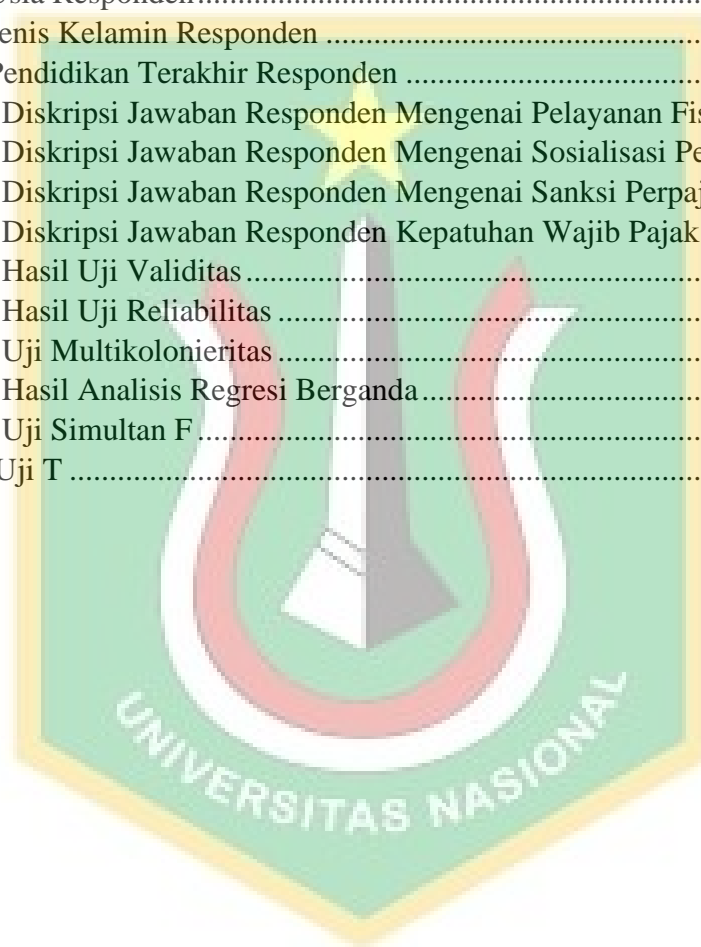 Usia Responden
enis Kelamin Responden
Pendidikan Terakhir Responden
Diskripsi Jawaban Responden Mengenai Pelayanan Fis
Diskripsi Jawaban Responden Mengenai Sosialisasi Pe
Diskripsi Jawaban Responden Mengenai Sanksi Perpaj
Diskripsi Jawaban Responden Kepatuhan Wajib Pajak
Hasil Uji Validitas
Hasil Uji Reliabilitas
Uji Multikolonieritas
Hasil Analisis Regresi Berganda
Uji Simultan F
Uji T
UNIVERSITAS NASIONAL